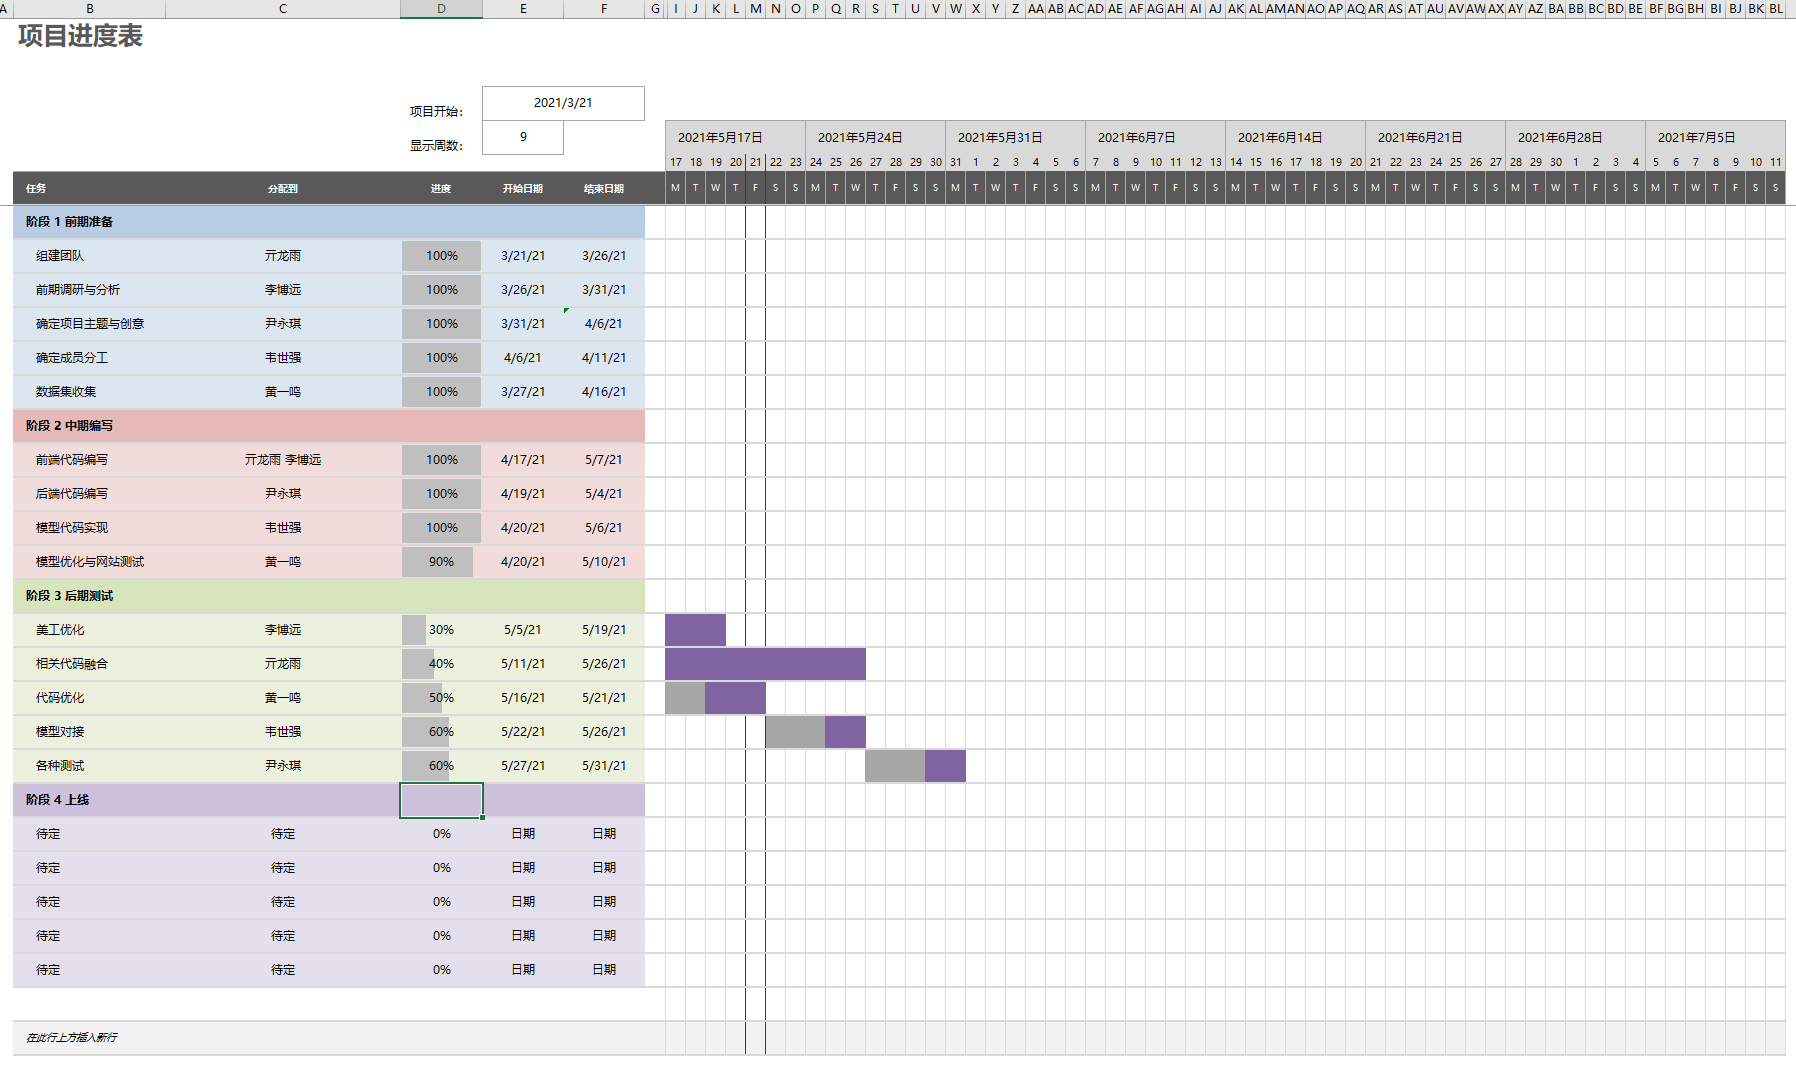 A B C D E F G I J K L M N O P Q R S T U V W X Y Z AA AB AC AD AE AF AG AH AI AJ AK AL AM AN AO AP AQ AR AS AT AU AV AW AX AY AZ BA BB BC BD BE BF BG BH BI BJ BK BL
项目进度表
项目开始: 2021/3/21
显示周数: 9
2021年5月17日 2021年5月24日 2021年5月31日 2021年6月7日 2021年6月14日 2021年6月21日 2021年6月28日 2021年7月5日
17 18 19 20 21 22 23 24 25 26 27 28 29 30 31 1 2 3 4 5 6 7 8 9 10 11 12 13 14 15 16 17 18 19 20 21 22 23 24 25 26 27 28 29 30 1 2 3 4 5 6 7 8 9 10 11
任务 分配到 进度 开始日期 结束日期 M T W T F S S M T W T F S S M T W T F S S M T W T F S S M T W T F S S M T W T F S S M T W T F S S M T W T F S S
阶段 1 前期准备
组建团队 亓龙雨 100% 3/21/21 3/26/21
前期调研与分析 李博远 100% 3/26/21 3/31/21
确定项目主题与创意 尹永琪 100% 3/31/21 4/6/21
确定成员分工 韦世强 100% 4/6/21 4/11/21
数据集收集 黄一鸣 100% 3/27/21 4/16/21
阶段 2 中期编写
前端代码编写 亓龙雨 李博远 100% 4/17/21 5/7/21
后端代码编写 尹永琪 100% 4/19/21 5/4/21
模型代码实现 韦世强 100% 4/20/21 5/6/21
模型优化与网站测试 黄一鸣 90% 4/20/21 5/10/21
阶段 3 后期测试
美工优化 李博远 30% 5/5/21 5/19/21
相关代码融合 亓龙雨 40% 5/11/21 5/26/21
代码优化 黄一鸣 50% 5/16/21 5/21/21
模型对接 韦世强 60% 5/22/21 5/26/21
各种测试 尹永琪 60% 5/27/21 5/31/21
阶段 4 上线
待定 待定 0% 日期 日期
待定 待定 0% 日期 日期
待定 待定 0% 日期 日期
待定 待定 0% 日期 日期
待定 待定 0% 日期 日期
在此行上方插入新行